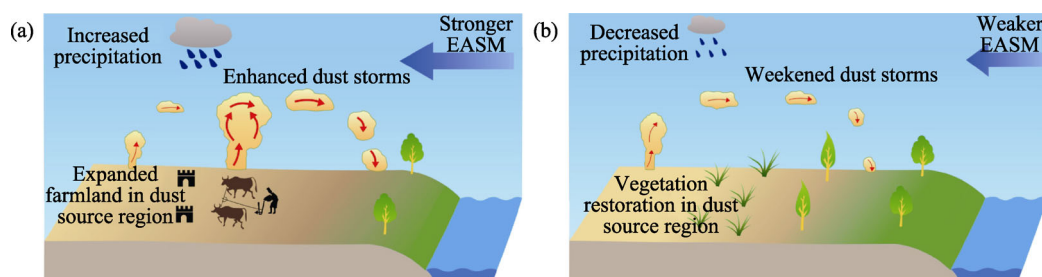 (a)
Increased
precipitation
Stronger
EASM
Enhanced dust storms
Expanded
farmland in dust
source region
(b)
Decreased
precipitation
Weaker
EASM
Weekened dust storms
Vegetation
restoration in dust
source region